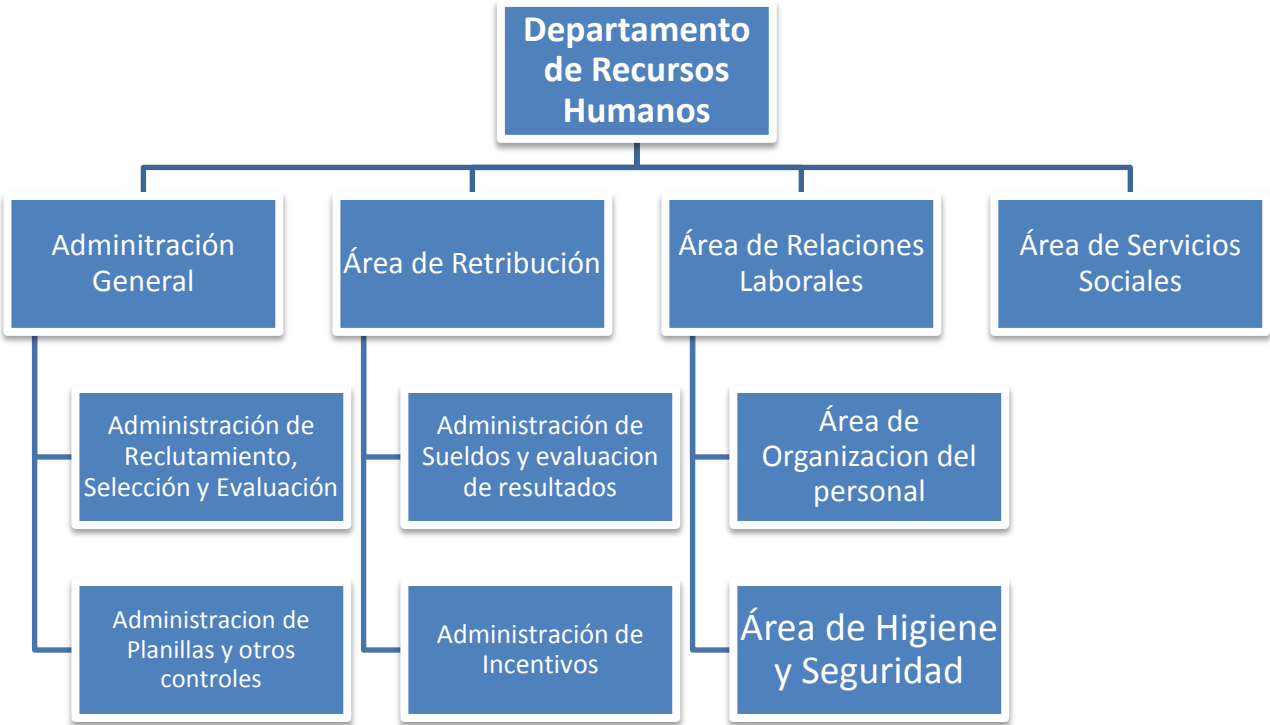 Departamento
de Recursos
Humanos
Adminitración
General
Área de Retribución
Área de Relaciones
Laborales
Área de Servicios
Sociales
Administración de
Reclutamiento,
Selección y Evaluación
Administración de
Sueldos y evaluacion
de resultados
Área de
Organizacion del
personal
Administracion de
Planillas y otros
controles
Administración de
Incentivos
Área de Higiene
y Seguridad